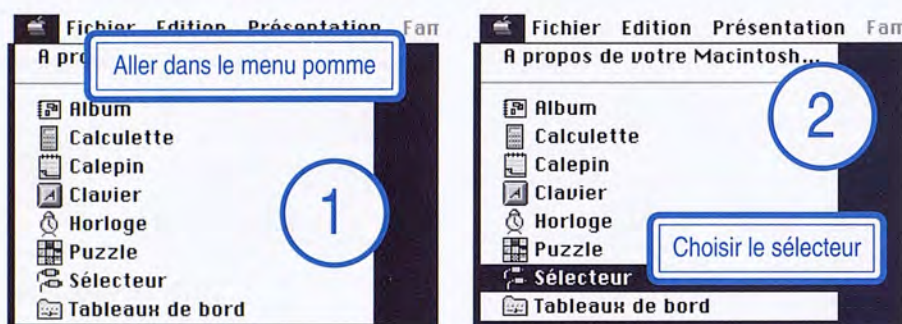 Fichier Edition Présentation Fam
A pro
Aller dans le menu pomme
Album
Calculette
Calepin
Clavier
Horloge
Puzzle
Sélecteur
Tableaux de bord
1
Fichier Edition Présentation Fam
A propos de votre Macintosh...
Album
Calculette
Calepin
Clavier
Horloge
Puzzle
Sélecteur
Tableaux de bord
2
Choisir le sélecteur